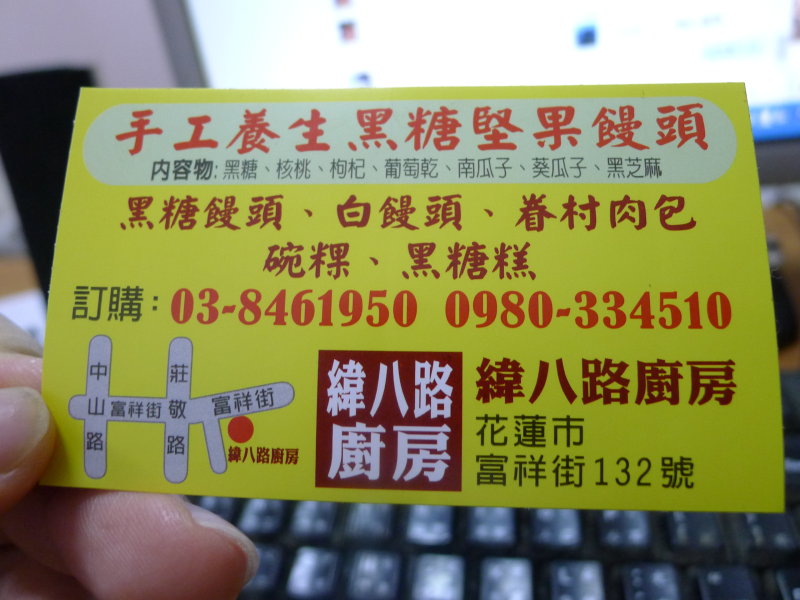 手工養生黑糖堅果饅頭
內容物:黑糖、核桃、枸杞、葡萄乾、南瓜子、葵瓜子、黑芝麻
黑糖饅頭、白饅頭、眷村肉包
碗粿、黑糖糕
訂購:03-8461950 0980-334510
中山路
富祥街
莊敬路
富祥街
緯八路廚房
緯八路
廚房
緯八路廚房
花蓮市
富祥街132號